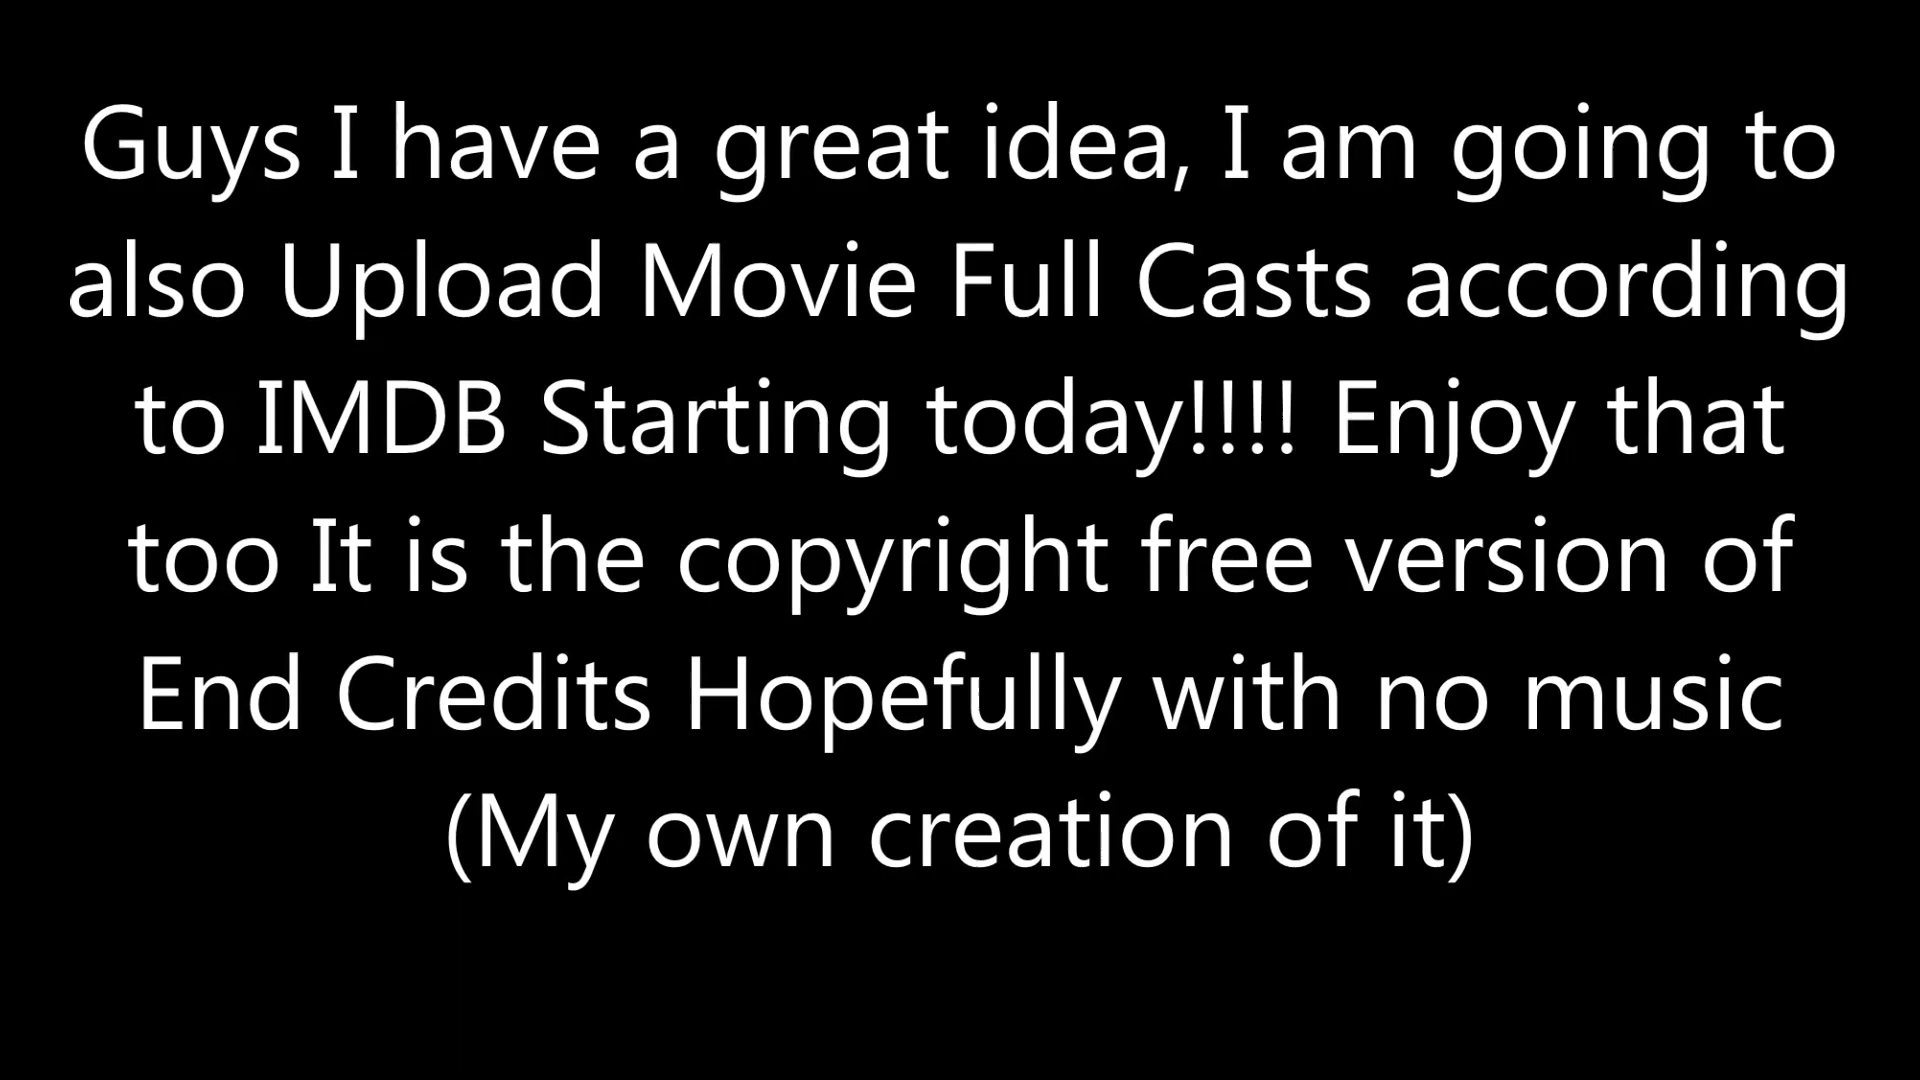 Guys I have a great idea, I am going to
also Upload Movie Full Casts according
to IMDB Starting today!!!! Enjoy that
too It is the copyright free version of
End Credits Hopefully with no music
(My own creation of it)